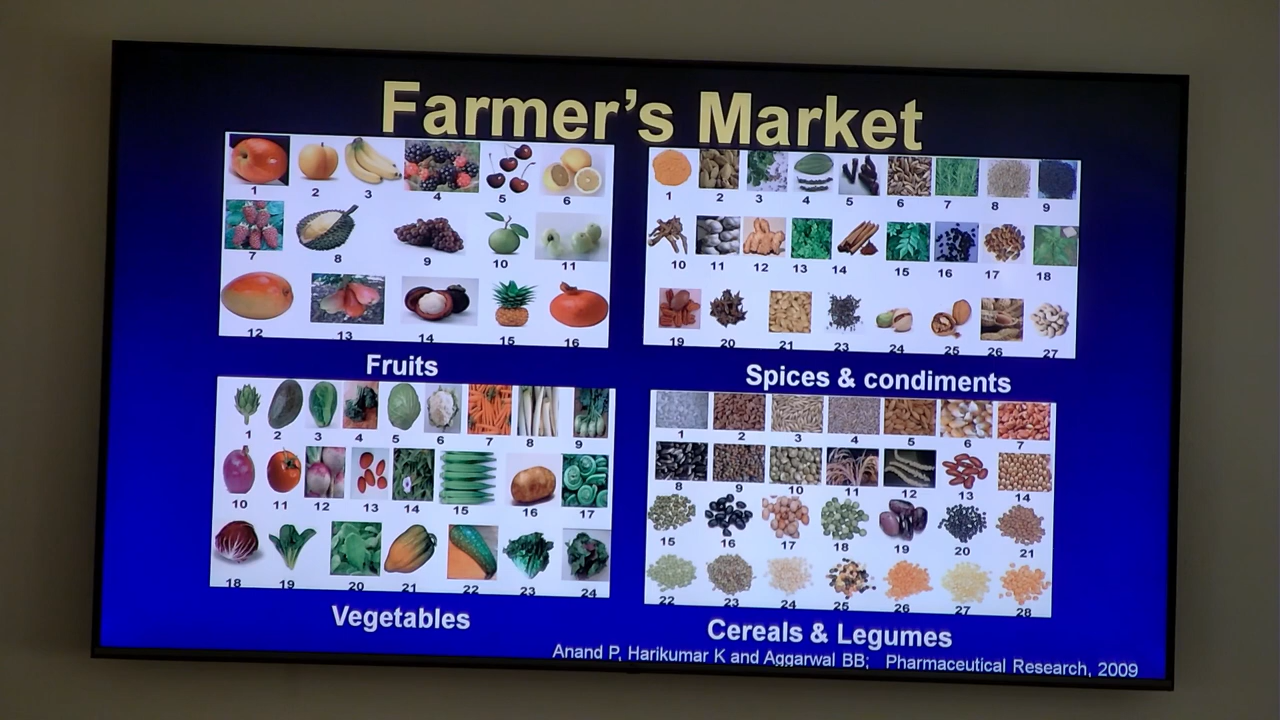 Farmer's Market
1 2 3 4 5 6
7 8 9 10 11
12 13 14 15 16
Fruits
1 2 3 4 5 6 7 8 9
10 11 12 13 14 15 16 17 18
19 20 21 23 24 25 26 27
Spices & condiments
1 2 3 4 5 6 7 8 9
10 11 12 13 14 15 16 17
18 19 20 21 22 23 24
Vegetables
1 2 3 4 5 6 7
8 9 10 11 12 13 14
15 16 17 18 19 20 21
22 23 24 25 26 27 28
Cereals & Legumes
Anand P, Harikumar K and Aggarwal BB; Pharmaceutical Research, 2009